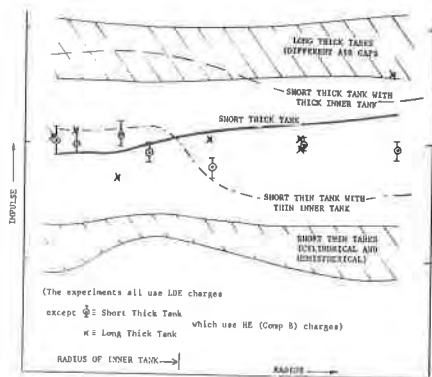 LONG THICK TANKS
(DIFFERENT AIR GAPS
SHORT THICK TANK WITH
THICK INNER TANK
SHORT THICK TANK
SHORT THIN TANK WITH
THIN INNER TANK
SHORT THIN TANKS
(CYLINDRICAL AND
HEMISPHERICAL)
IMPULSE
(The experiments all use LDE charges
except = Short Thick Tank
x = Long Thick Tank
which use HE (Comp B) charges)
RADIUS OF INNER TANK
RADIUS